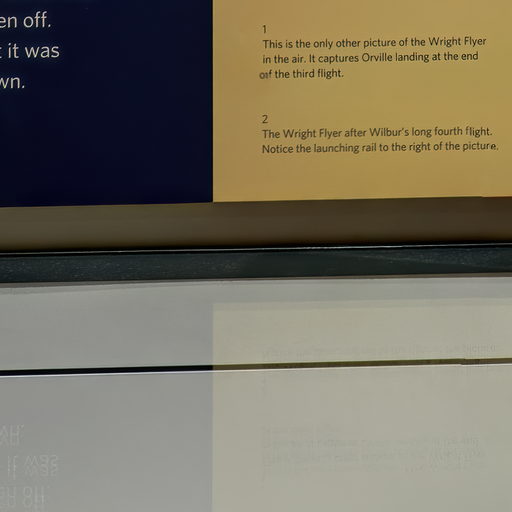 en off.
t it was
wn.
1
This is the only other picture of the Wright Flyer
in the air. It captures Orville landing at the end
of the third flight.
2
The Wright Flyer after Wilbur's long fourth flight.
Notice the launching rail to the right of the picture.